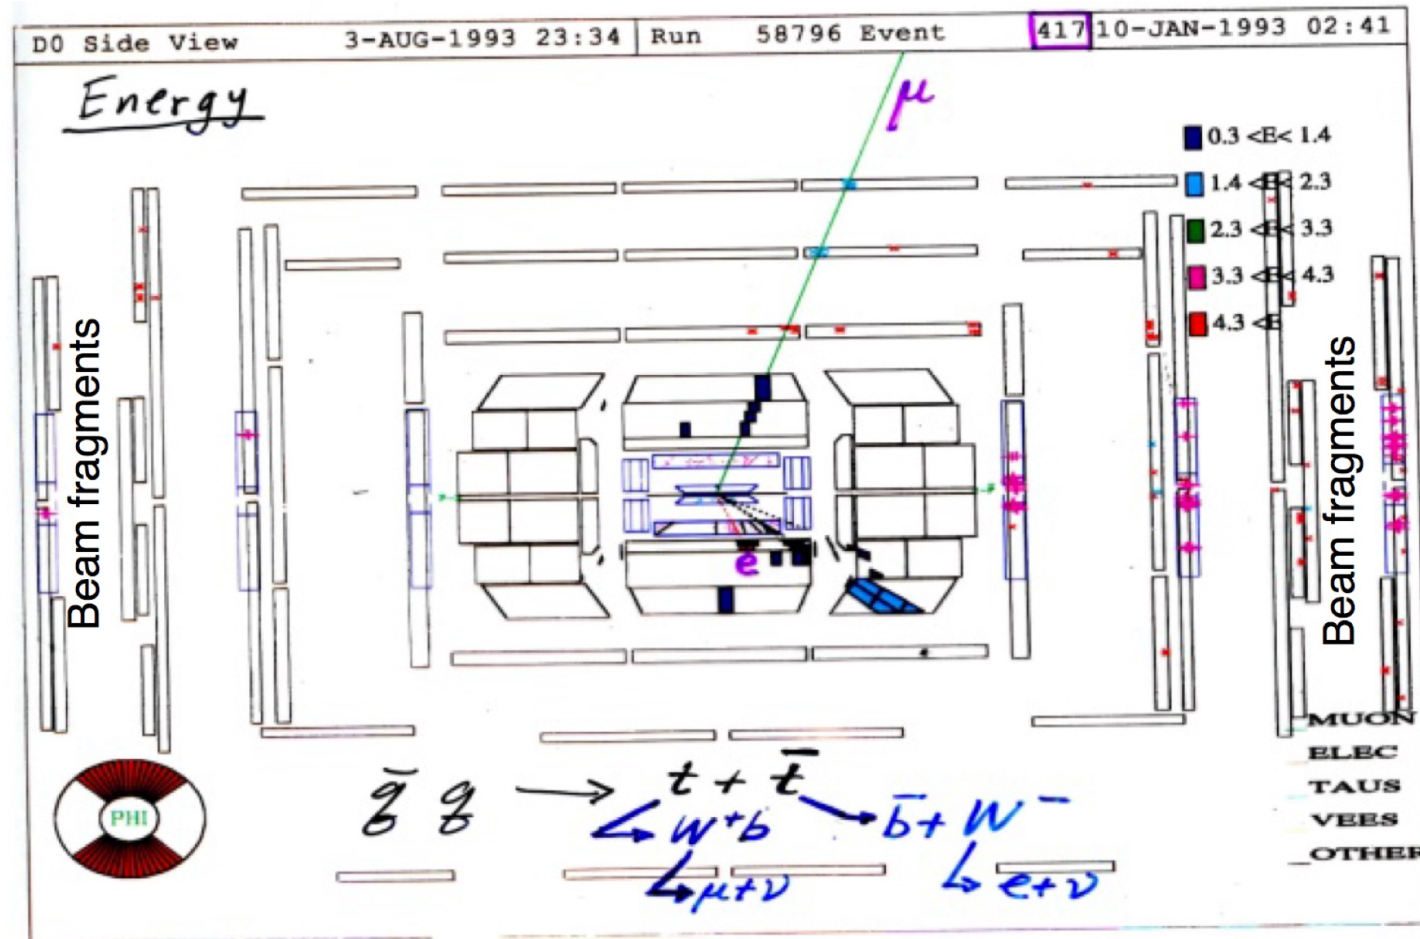 D0 Side View 3-AUG-1993 23:34 Run 58796 Event 417 10-JAN-1993 02:41
Energy
μ
0.3 <E< 1.4
1.4 <E< 2.3
2.3 <E< 3.3
3.3 <E< 4.3
4.3 <E
Beam fragments
Beam fragments
e
MUON
ELEC
TAUS
VEES
OTHER
PHI
q̄ q → t + t̄
↳ W⁺b ↳ b̄ + W⁻
↳ μ+ν ↳ e+ν